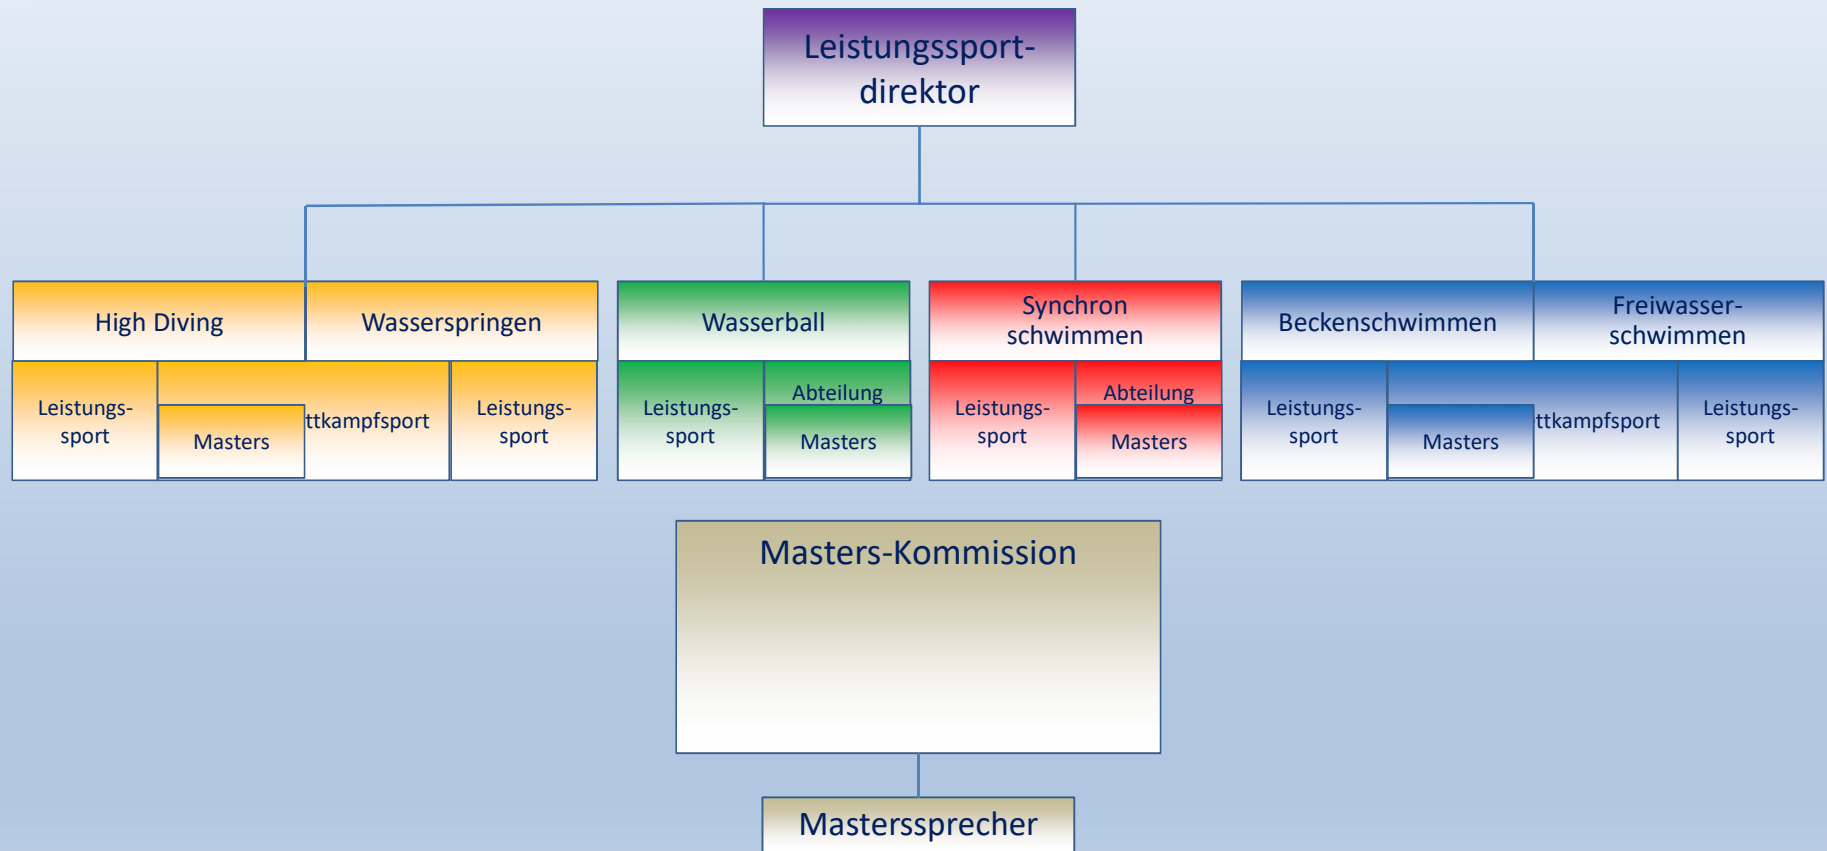 Leistungssport-
direktor
High Diving
Wasserspringen
Wasserball
Synchron
schwimmen
Beckenschwimmen
Freiwasser-
schwimmen
Leistungs-
sport
Masters
ttkampfsport
Leistungs-
sport
Leistungs-
sport
Abteilung
Masters
Leistungs-
sport
Abteilung
Masters
Leistungs-
sport
Masters
ttkampfsport
Leistungs-
sport
Masters-Kommission
Masterssprecher